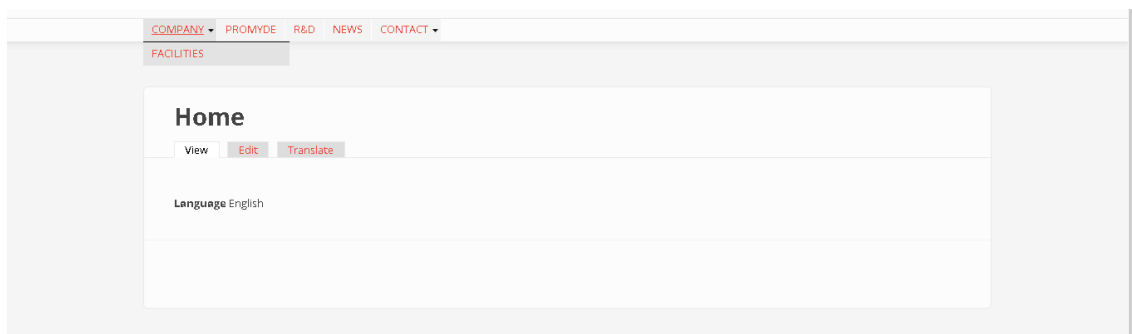 COMPANY PROMYDE R&D NEWS CONTACT
FACILITIES
Home
View Edit Translate
Language English